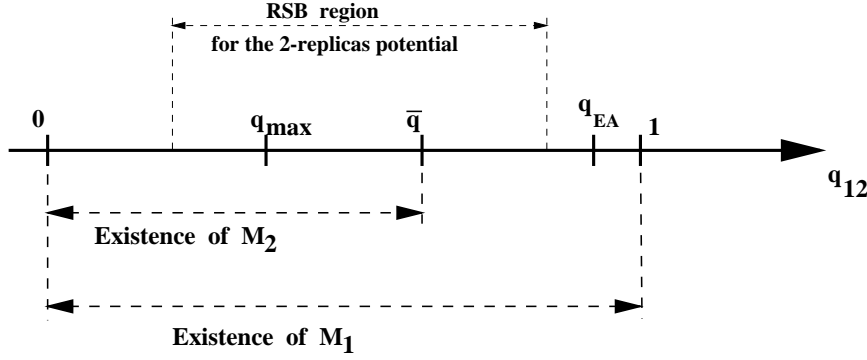 RSB region
for the 2-replicas potential
0
q_max
q̅
q_EA
1
q_12
Existence of M_2
Existence of M_1